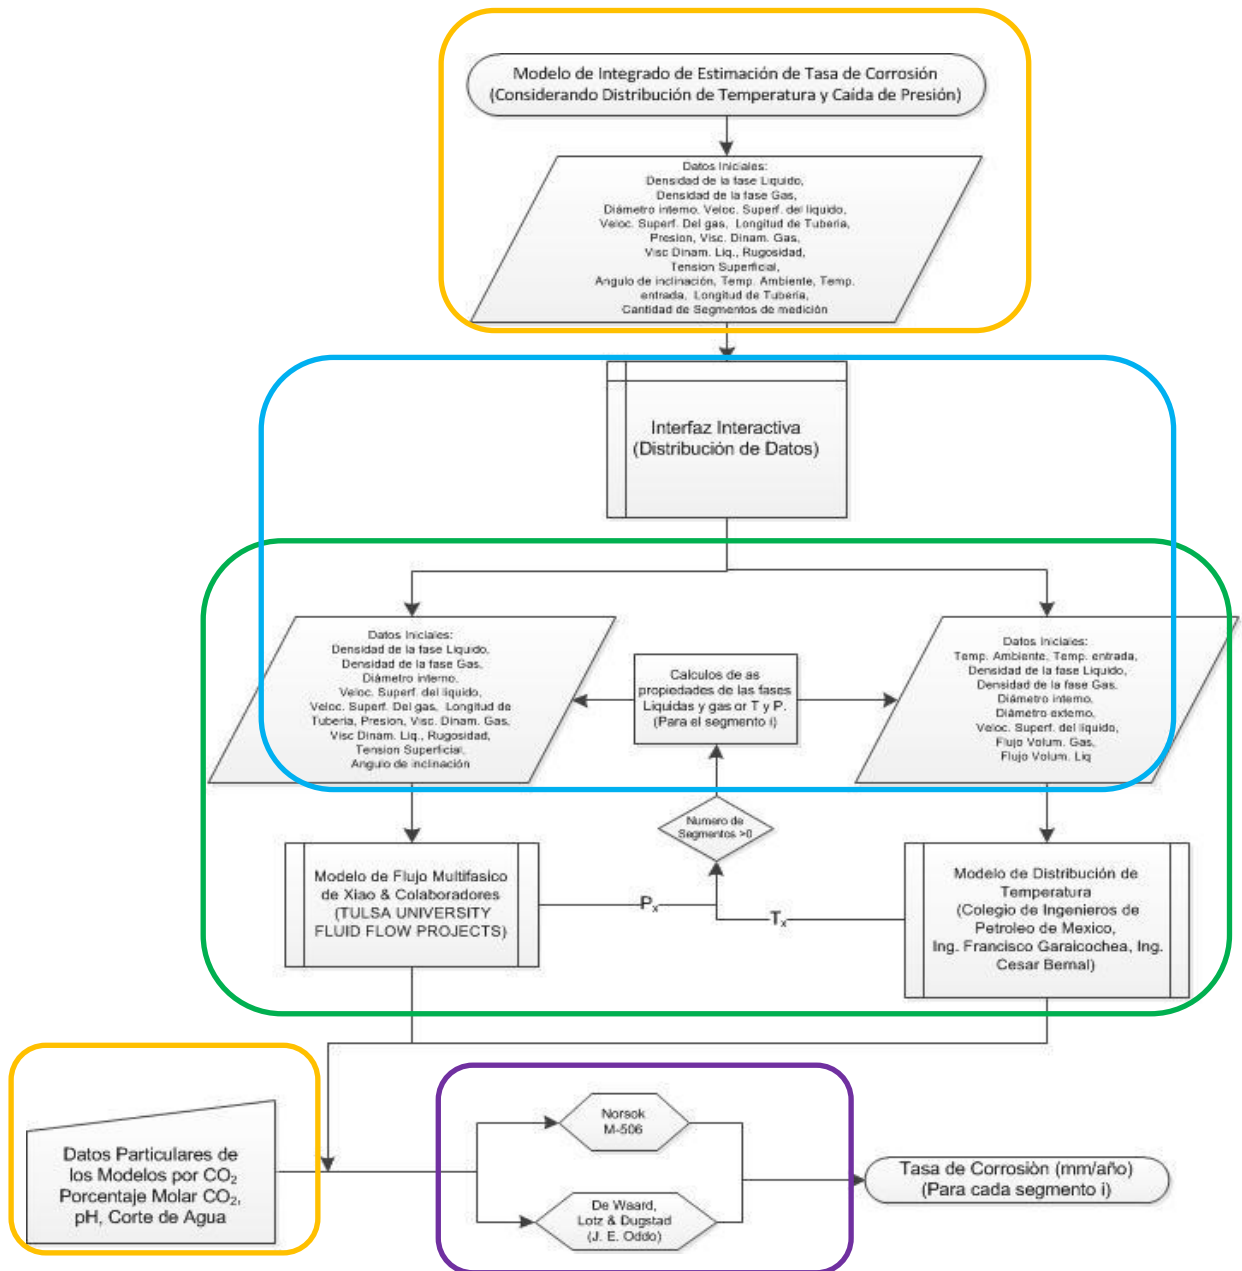 Modelo de Integrado de Estimación de Tasa de Corrosión
(Considerando Distribución de Temperatura y Caída de Presión)
Datos Iniciales:
Densidad de la fase Liquido,
Densidad de la fase Gas,
Diámetro interno, Veloc. Superf. del líquido,
Veloc. Superf. Del gas, Longitud de Tubería,
Presion, Visc. Dinam. Gas,
Visc Dinam. Liq., Rugosidad,
Tension Superficial,
Angulo de inclinación, Temp. Ambiente, Temp.
entrada, Longitud de Tubería,
Cantidad de Segmentos de medición
Interfaz Interactiva
(Distribución de Datos)
Datos Iniciales:
Densidad de la fase Liquido,
Densidad de la fase Gas,
Diámetro interno,
Veloc. Superf. del líquido,
Veloc. Superf. Del gas, Longitud de
Tubería, Presion, Visc. Dinam. Gas,
Visc Dinam. Liq., Rugosidad,
Tension Superficial,
Angulo de inclinación
Calculos de as
propiedades de las fases
Liquidas y gas or T y P.
(Para el segmento i)
Datos Iniciales:
Temp. Ambiente, Temp. entrada,
Densidad de la fase Liquido,
Densidad de la fase Gas,
Diámetro interno,
Diámetro externo,
Veloc. Superf. del líquido,
Flujo Volum. Gas,
Flujo Volum. Liq
Numero de
Segmentos >0
Modelo de Flujo Multifasico
de Xiao & Colaboradores
(TULSA UNIVERSITY
FLUID FLOW PROJECTS)
Pₓ
Tₓ
Modelo de Distribución de
Temperatura
(Colegio de Ingenieros de
Petroleo de Mexico,
Ing. Francisco Garaicochea, Ing.
Cesar Bernal)
Datos Particulares de
los Modelos por CO₂
Porcentaje Molar CO₂,
pH, Corte de Agua
Norsok
M-506
De Waard,
Lotz & Dugstad
(J. E. Oddo)
Tasa de Corrosiòn (mm/año)
(Para cada segmento i)